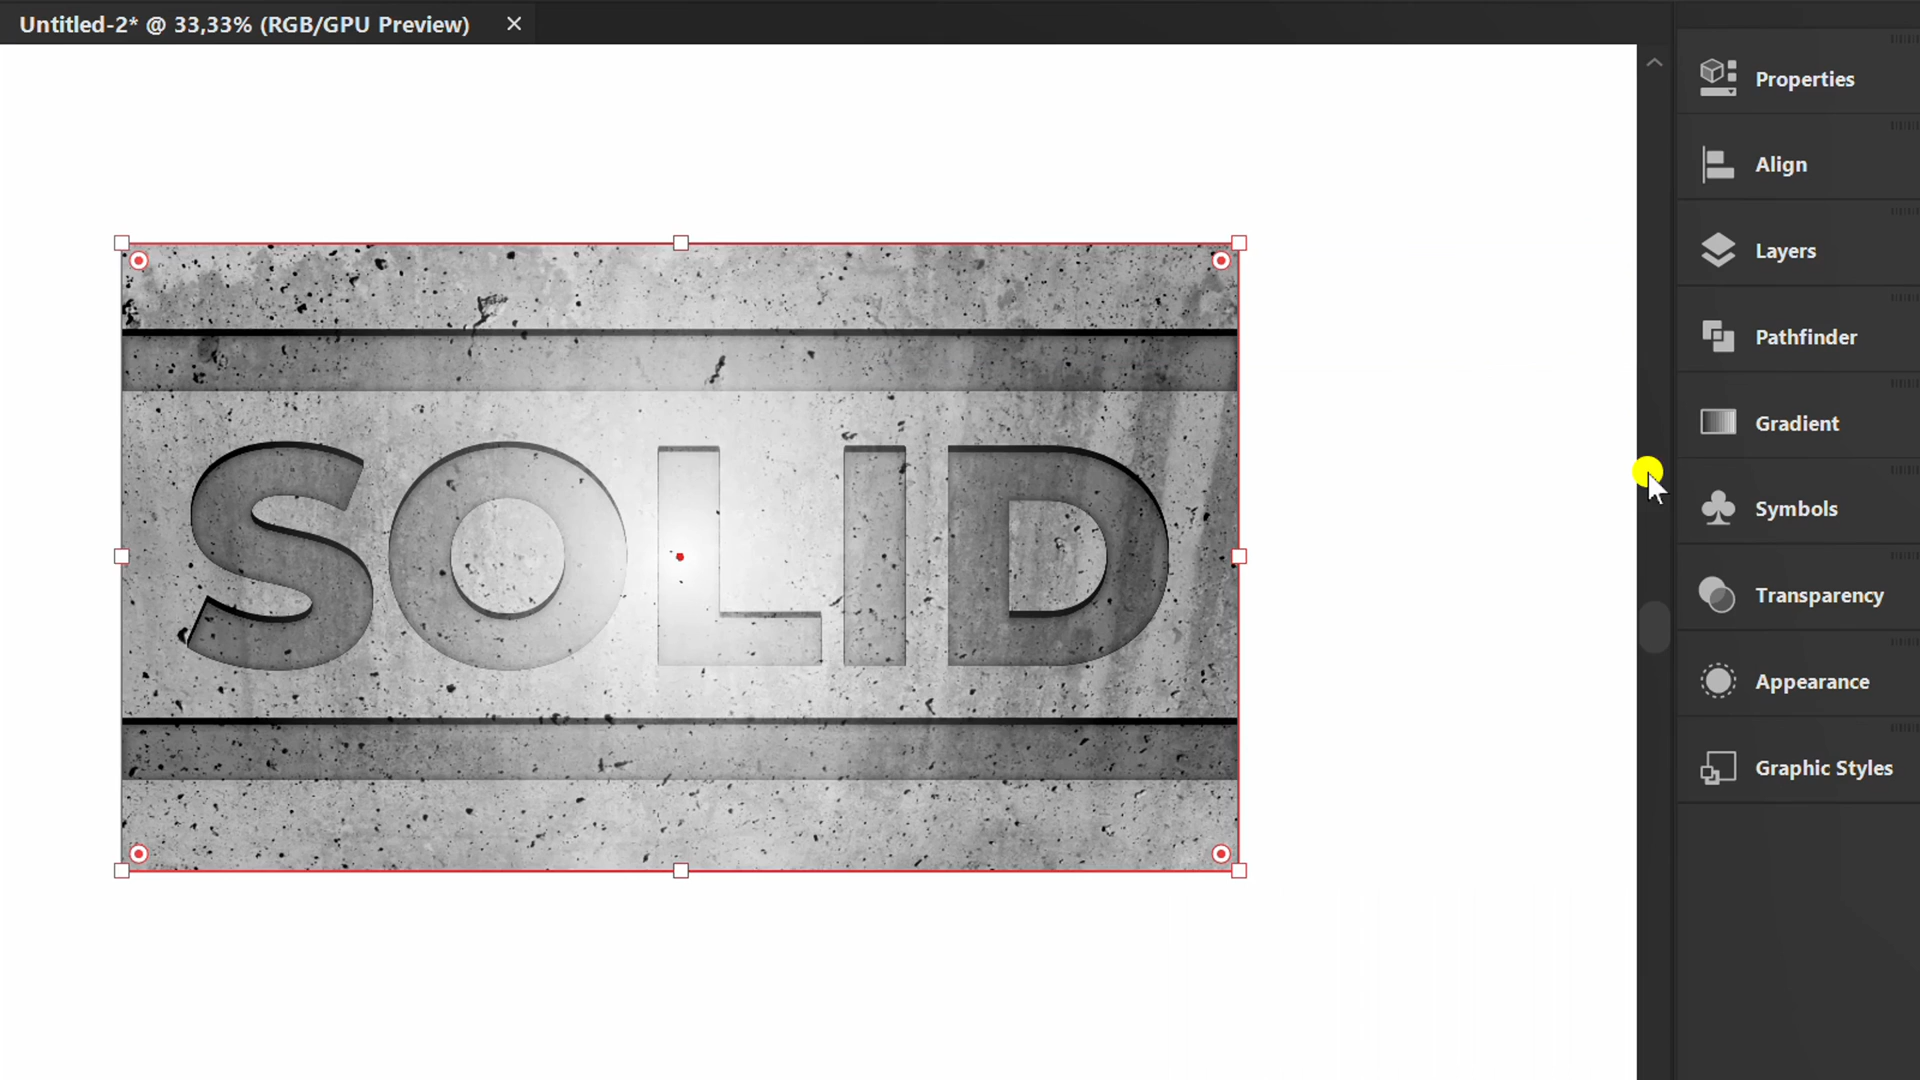 Untitled-2* @ 33,33% (RGB/GPU Preview)
Properties
Align
Layers
Pathfinder
Gradient
Symbols
Transparency
Appearance
Graphic Styles
SOLID